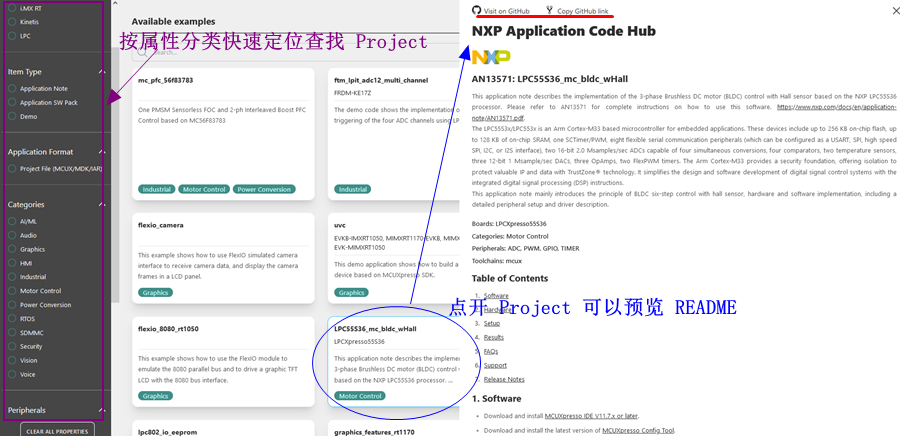 i.MX RT
Kinetis
LPC
Item Type
Application Note
Application SW Pack
Demo
Application Format
Project File (MCUX/MDK/IAR)
Categories
AI/ML
Audio
Graphics
HMI
Industrial
Motor Control
Power Conversion
RTOS
SDMMC
Security
Vision
Voice
Peripherals
CLEAR ALL PROPERTIES
Available examples
按属性分类快速定位查找 Project
mc_pfc_56f83783
One PMSM Sensorless FOC and 2-ph Interleaved Boost PFC
Control based on MC56F83783
Industrial
Motor Control
Power Conversion
ftm_lpit_adc12_multi_channel
FRDM-KE17Z
The demo code shows the implementation o
triggering of the four ADC channels using LP
Industrial
flexio_camera
This example shows how to use FlexIO simulated camera
interface to receive camera data, and display the camera
frames in a LCD panel.
Graphics
uvc
EVKB-IMXRT1050, MIMXRT1170-EVKB, MIMX
EVK-MIMXRT1050
This demo application shows how to build a
device based on MCUXpresso SDK.
Graphics
flexio_8080_rt1050
This example shows how to use the FlexIO module to
emulate the 8080 parallel bus and to drive a graphic TFT
LCD with the 8080 bus interface.
Graphics
LPC55S36_mc_bldc_wHall
LPCXpresso55S36
This application note describes the implemen
3-phase Brushless DC motor (BLDC) control
based on the NXP LPC55S36 processor. ...
Motor Control
lpc802_io_eeprom
graphics_features_rt1170
Visit on GitHub
Copy GitHub link
NXP Application Code Hub
NXP
AN13571: LPC55S36_mc_bldc_wHall
This application note describes the implementation of the 3-phase Brushless DC motor (BLDC) control with Hall sensor based on the NXP LPC55S36
processor. Please refer to AN13571 for complete instructions on how to use this software. https://www.nxp.com/docs/en/application-
note/AN13571.pdf.
The LPC55S3x/LPC553x is an Arm Cortex-M33 based microcontroller for embedded applications. These devices include up to 256 KB on-chip flash, up
to 128 KB of on-chip SRAM, one SCTimer/PWM, eight flexible serial communication peripherals (which can be configured as a USART, SPI, high speed
SPI, I2C, or I2S interface), two 16-bit 2.0 Msamples/sec ADCs capable of four simultaneous conversions, four comparators, two temperature sensors,
three 12-bit 1 Msample/sec DACs, three OpAmps, two FlexPWM timers. The Arm Cortex-M33 provides a security foundation, offering isolation to
protect valuable IP and data with TrustZone® technology. It simplifies the design and software development of digital signal control systems with the
integrated digital signal processing (DSP) instructions.
This application note mainly introduces the principle of BLDC six-step control with hall sensor, hardware and software implementation, including a
detailed peripheral setup and driver description.
Boards: LPCXpresso55S36
Categories: Motor Control
Peripherals: ADC, PWM, GPIO, TIMER
Toolchains: mcux
Table of Contents
1. Software
2. Hardware
点开 Project 可以预览 README
3. Setup
4. Results
5. FAQs
6. Support
7. Release Notes
1. Software
Download and install MCUXpresso IDE V11.7.x or later.
Download and install the latest version of MCUXpresso Config Tool.